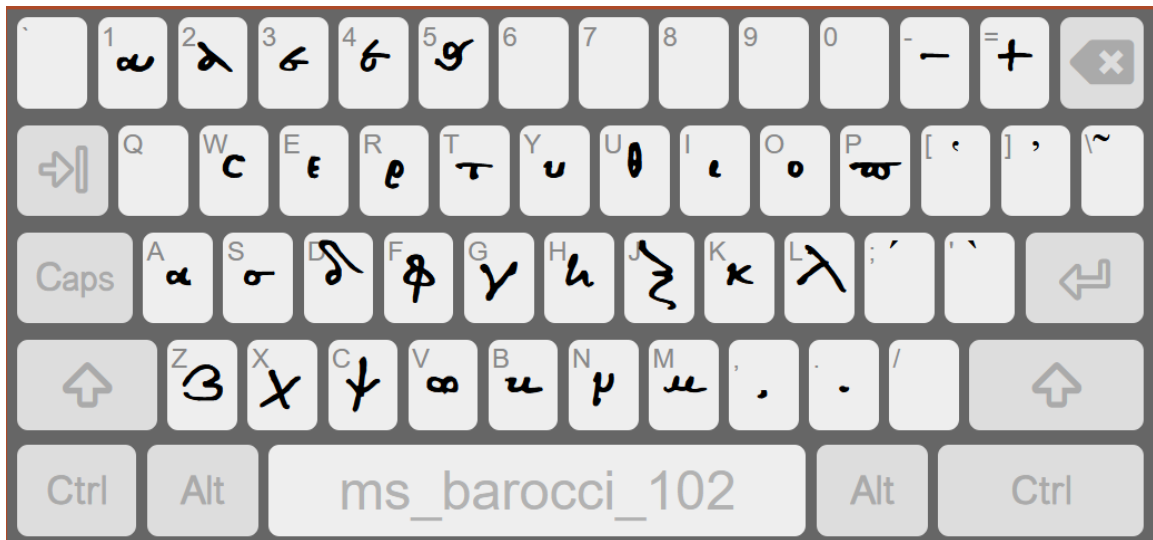 ` 1 2 3 4 5 6 7 8 9 0 - − = +
Q W ϲ E ε R ρ T τ Y υ U θ I ι O ο P ϖ [ ʽ ] ʼ \ ~
Caps A α S σ D δ F φ G γ H η J ξ K κ L λ ; ´ ' `
Z ζ X χ C ψ V ω B β N ν M μ , , . . /
Ctrl Alt ms_barocci_102 Alt Ctrl